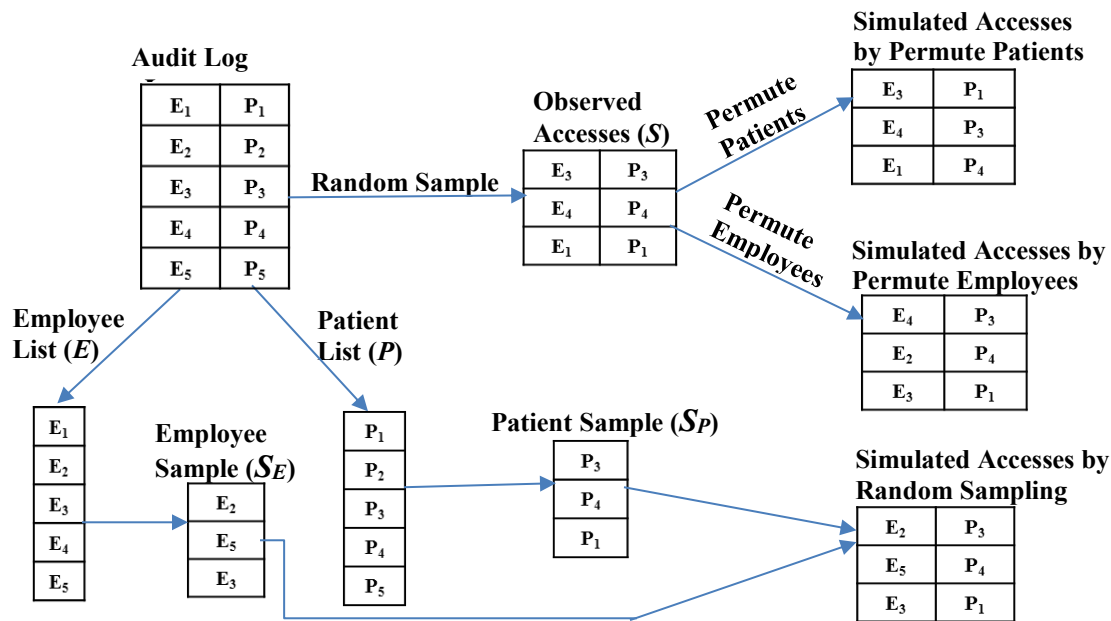 Audit Log
E1 P1
E2 P2
E3 P3
E4 P4
E5 P5
Random Sample
Observed
Accesses (S)
E3 P3
E4 P4
E1 P1
Permute
Patients
Simulated Accesses
by Permute Patients
E3 P1
E4 P3
E1 P4
Permute
Employees
Simulated Accesses by
Permute Employees
E4 P3
E2 P4
E3 P1
Employee
List (E)
E1
E2
E3
E4
E5
Employee
Sample (SE)
E2
E5
E3
Patient
List (P)
P1
P2
P3
P4
P5
Patient Sample (SP)
P3
P4
P1
Simulated Accesses by
Random Sampling
E2 P3
E5 P4
E3 P1